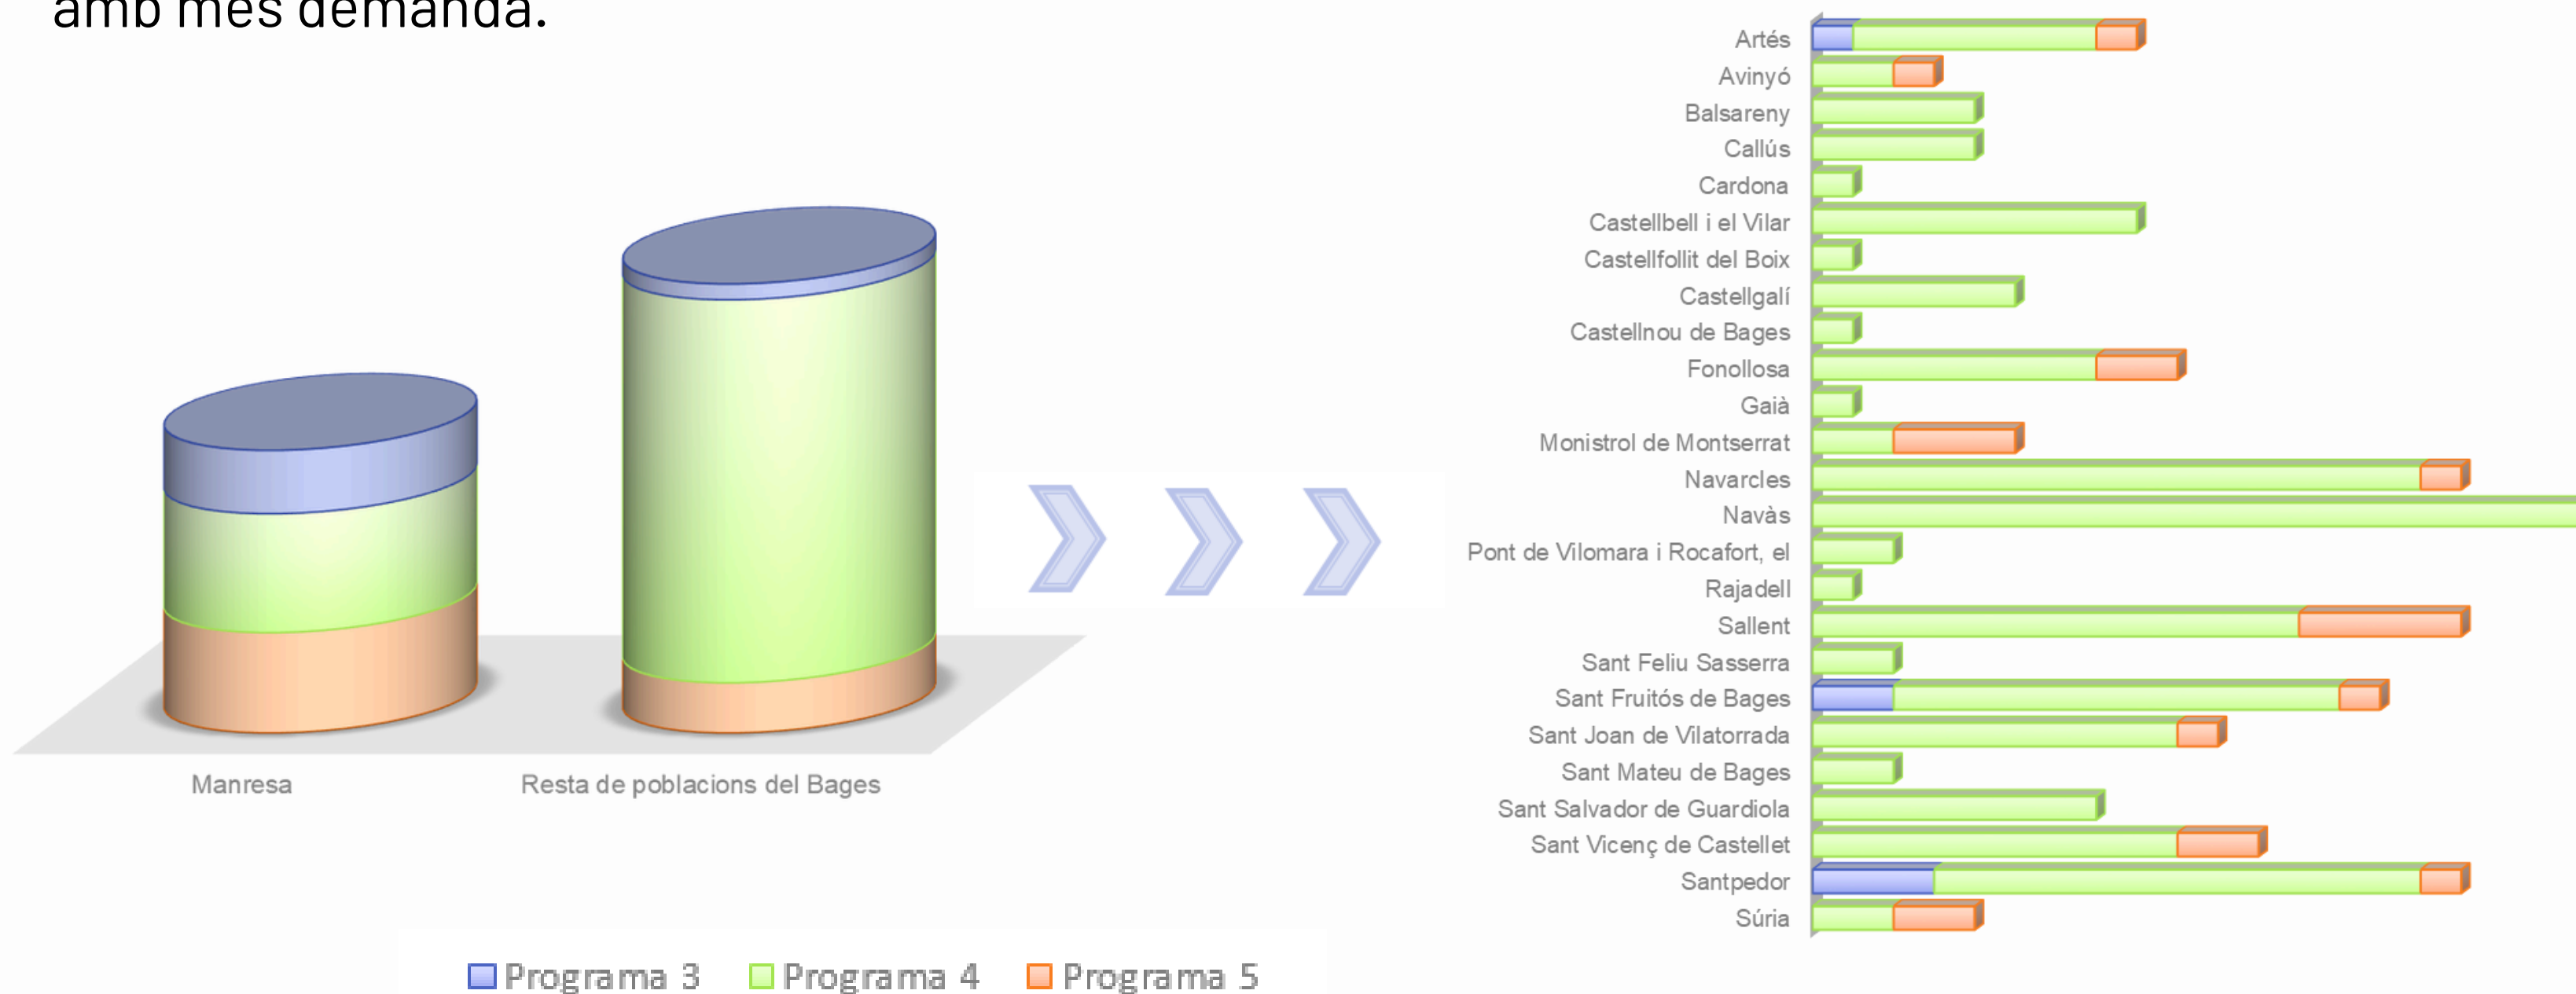 amb més demanda.
Manresa
Resta de poblacions del Bages
Programa 3
Programa 4
Programa 5
Artés
Avinyó
Balsareny
Callús
Cardona
Castellbell i el Vilar
Castellfollit del Boix
Castellgalí
Castellnou de Bages
Fonollosa
Gaià
Monistrol de Montserrat
Navarcles
Navàs
Pont de Vilomara i Rocafort, el
Rajadell
Sallent
Sant Feliu Sasserra
Sant Fruitós de Bages
Sant Joan de Vilatorrada
Sant Mateu de Bages
Sant Salvador de Guardiola
Sant Vicenç de Castellet
Santpedor
Súria